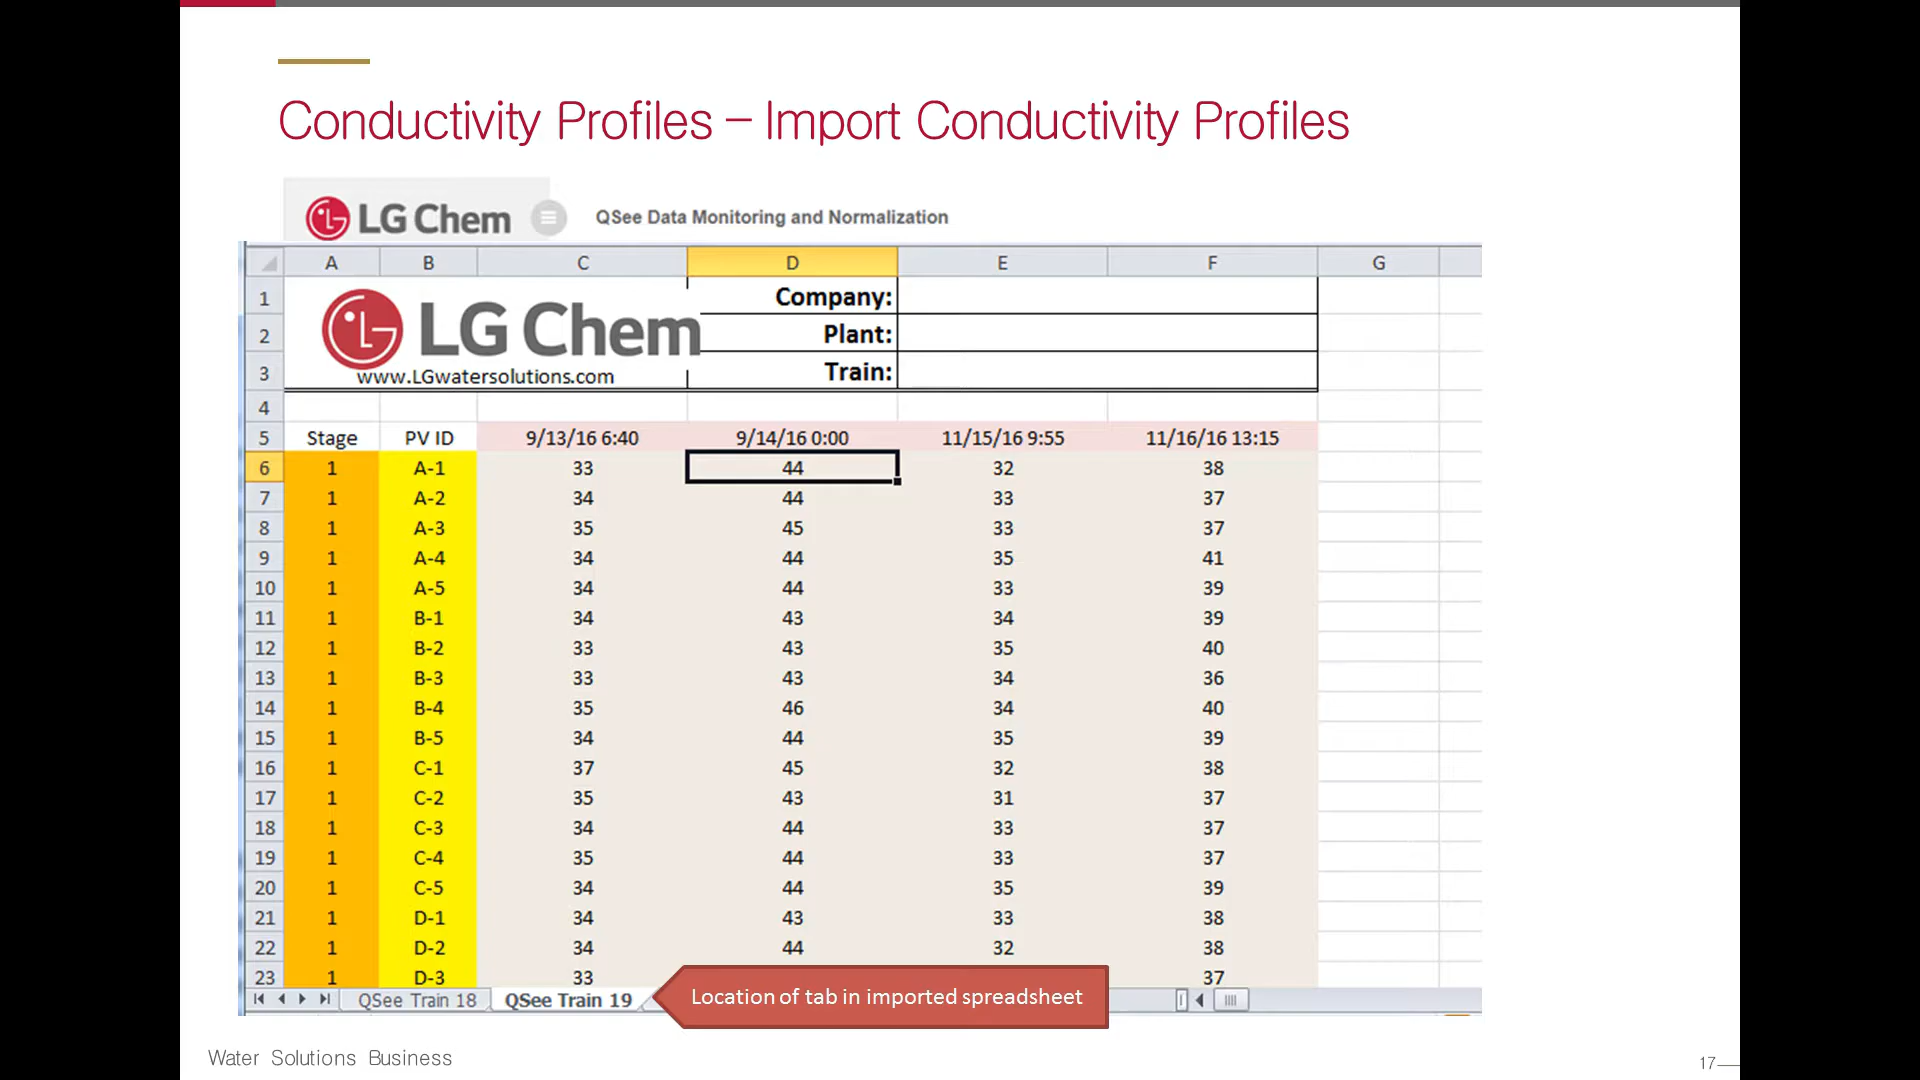 Conductivity Profiles – Import Conductivity Profiles
LG Chem QSee Data Monitoring and Normalization
A B C D E F G
1 LG Chem Company:
2 Plant:
3 www.LGwatersolutions.com Train:
4
5 Stage PV ID 9/13/16 6:40 9/14/16 0:00 11/15/16 9:55 11/16/16 13:15
6 1 A-1 33 44 32 38
7 1 A-2 34 44 33 37
8 1 A-3 35 45 33 37
9 1 A-4 34 44 35 41
10 1 A-5 34 44 33 39
11 1 B-1 34 43 34 39
12 1 B-2 33 43 35 40
13 1 B-3 33 43 34 36
14 1 B-4 35 46 34 40
15 1 B-5 34 44 35 39
16 1 C-1 37 45 32 38
17 1 C-2 35 43 31 37
18 1 C-3 34 44 33 37
19 1 C-4 35 44 33 37
20 1 C-5 34 44 35 39
21 1 D-1 34 43 33 38
22 1 D-2 34 44 32 38
23 1 D-3 33 37
QSee Train 18 QSee Train 19 Location of tab in imported spreadsheet
Water Solutions Business 17